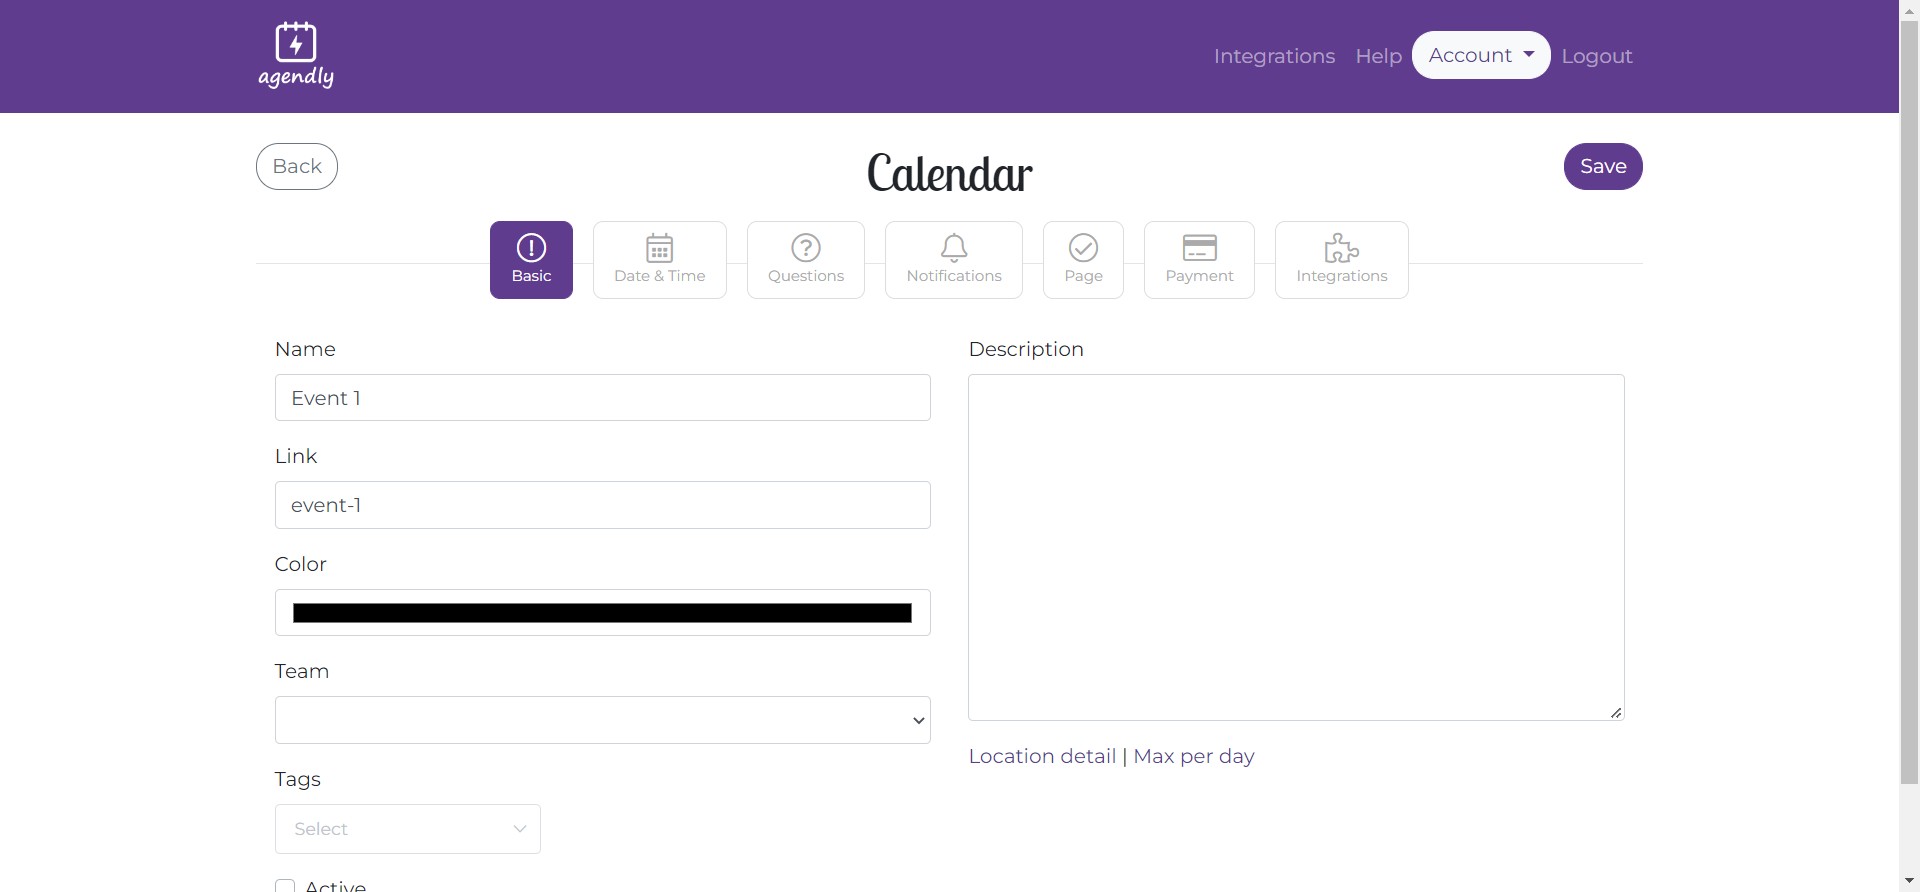 agendly
Integrations Help Account Logout
Back
Calendar
Save
Basic
Date & Time
Questions
Notifications
Page
Payment
Integrations
Name
Event 1
Link
event-1
Color
Team
Tags
Select
Active
Description
Location detail | Max per day